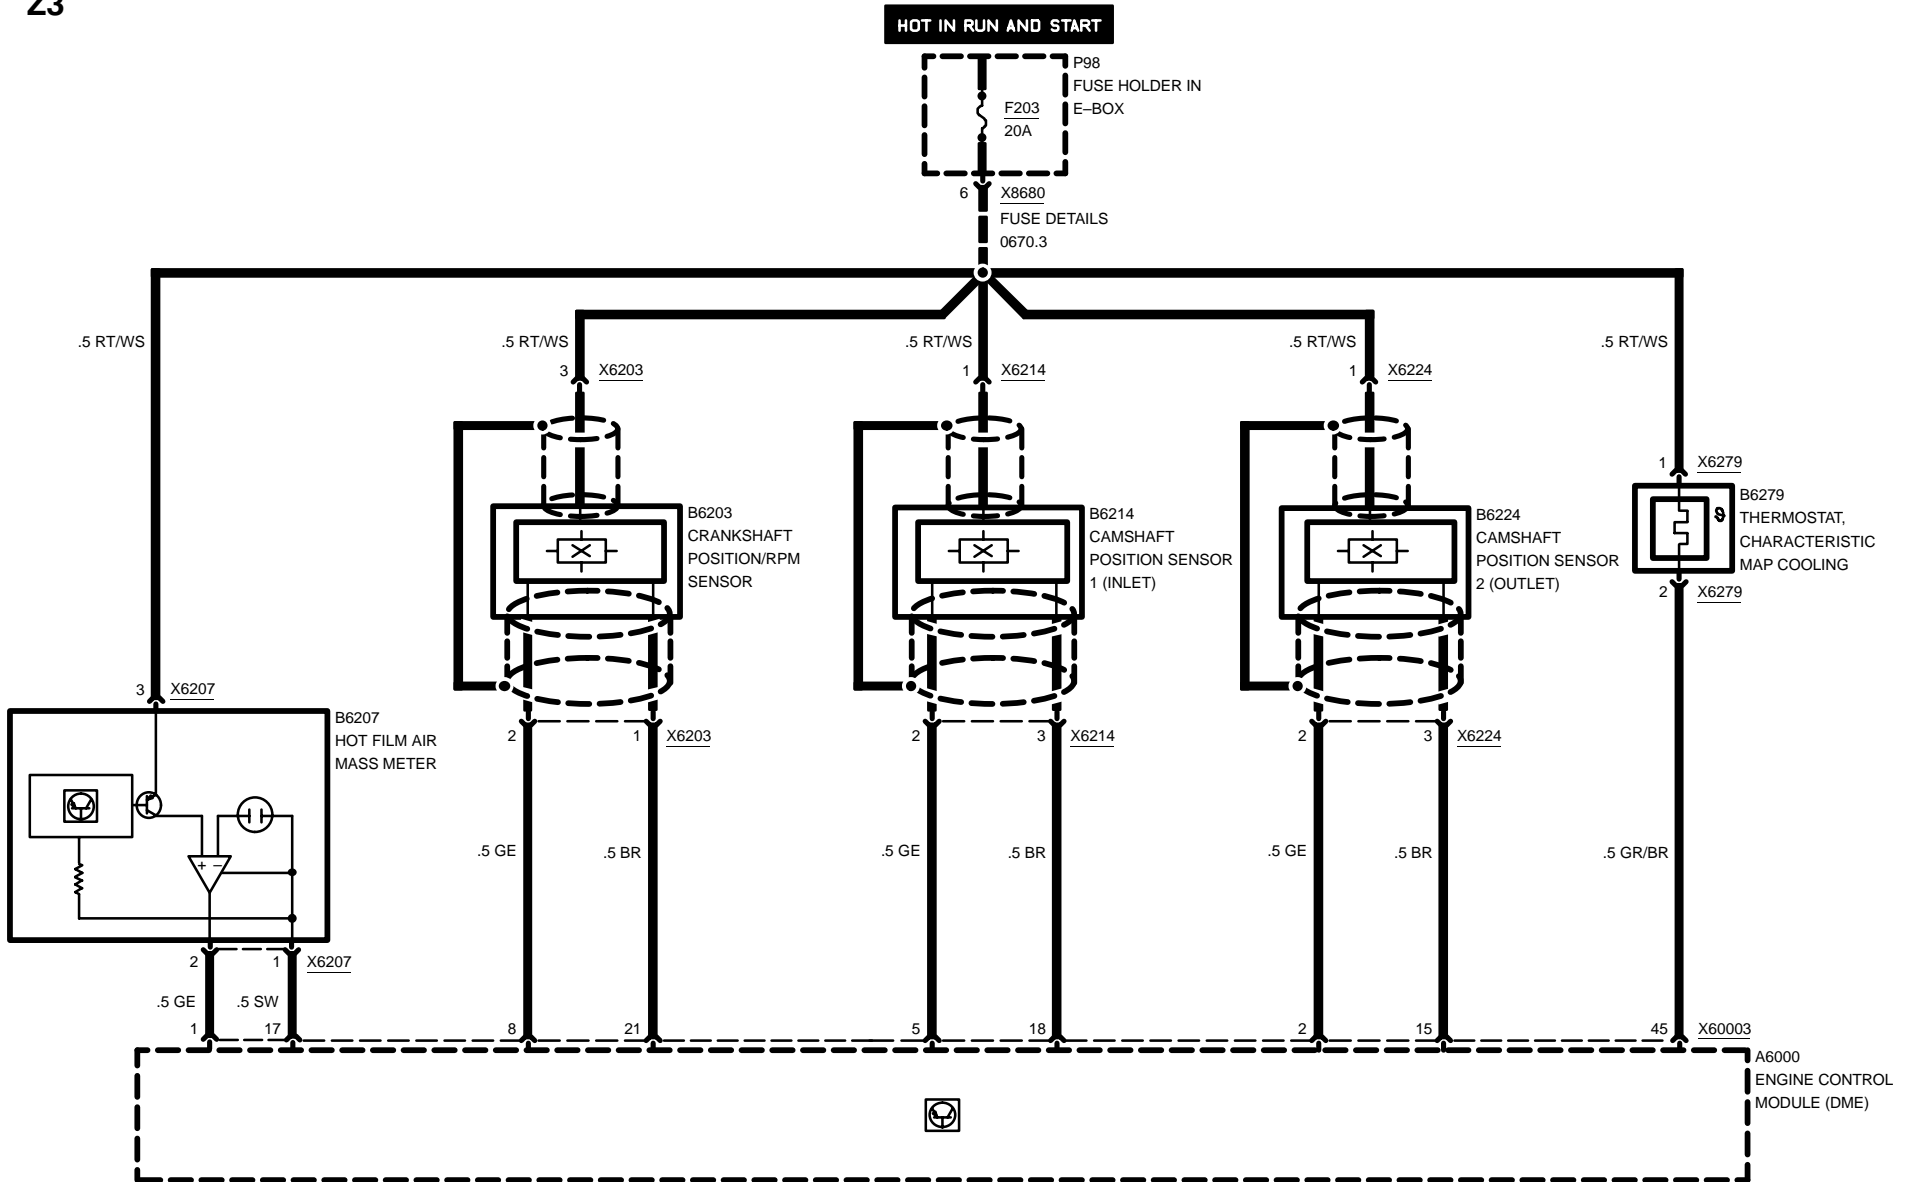 Z3
HOT IN RUN AND START
P98
FUSE HOLDER IN
E–BOX
F203
20A
6 X8680
FUSE DETAILS
0670.3
.5 RT/WS .5 RT/WS .5 RT/WS .5 RT/WS .5 RT/WS
3 X6203 1 X6214 1 X6224
1 X6279
B6279
THERMOSTAT,
CHARACTERISTIC
MAP COOLING
ϑ
2 X6279
B6203
CRANKSHAFT
POSITION/RPM
SENSOR
B6214
CAMSHAFT
POSITION SENSOR
1 (INLET)
B6224
CAMSHAFT
POSITION SENSOR
2 (OUTLET)
3 X6207
B6207
HOT FILM AIR
MASS METER
+ −
2 1 X6203 2 3 X6214 2 3 X6224
.5 GE .5 BR .5 GE .5 BR .5 GE .5 BR .5 GR/BR
2 1 X6207
.5 GE .5 SW
1 17 8 21 5 18 2 15 45 X60003
A6000
ENGINE CONTROL
MODULE (DME)